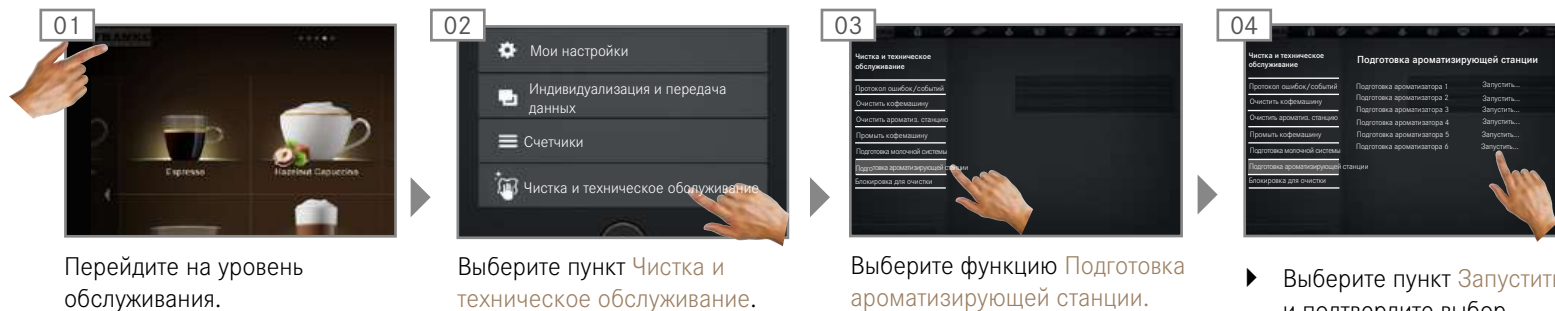 01
FRANKE
Espresso
Hazelnut Capuccino
Перейдите на уровень
обслуживания.
02
Мои настройки
Индивидуализация и передача
данных
Счетчики
Чистка и техническое обслуживание
Выберите пункт Чистка и
техническое обслуживание.
03
Чистка и техническое
обслуживание
Протокол ошибок/событий
Очистить кофемашину
Очистить ароматиз. станцию
Промыть кофемашину
Подготовка молочной системы
Подготовка ароматизирующей станции
Блокировка для очистки
Выберите функцию Подготовка
ароматизирующей станции.
04
Чистка и техническое
обслуживание
Подготовка ароматизирующей станции
Протокол ошибок/событий
Очистить кофемашину
Очистить ароматиз. станцию
Промыть кофемашину
Подготовка молочной системы
Подготовка ароматизирующей станции
Блокировка для очистки
Подготовка ароматизатора 1 Запустить...
Подготовка ароматизатора 2 Запустить...
Подготовка ароматизатора 3 Запустить...
Подготовка ароматизатора 4 Запустить...
Подготовка ароматизатора 5 Запустить...
Подготовка ароматизатора 6 Запустить...
Выберите пункт Запустить
и подтвердите выбор